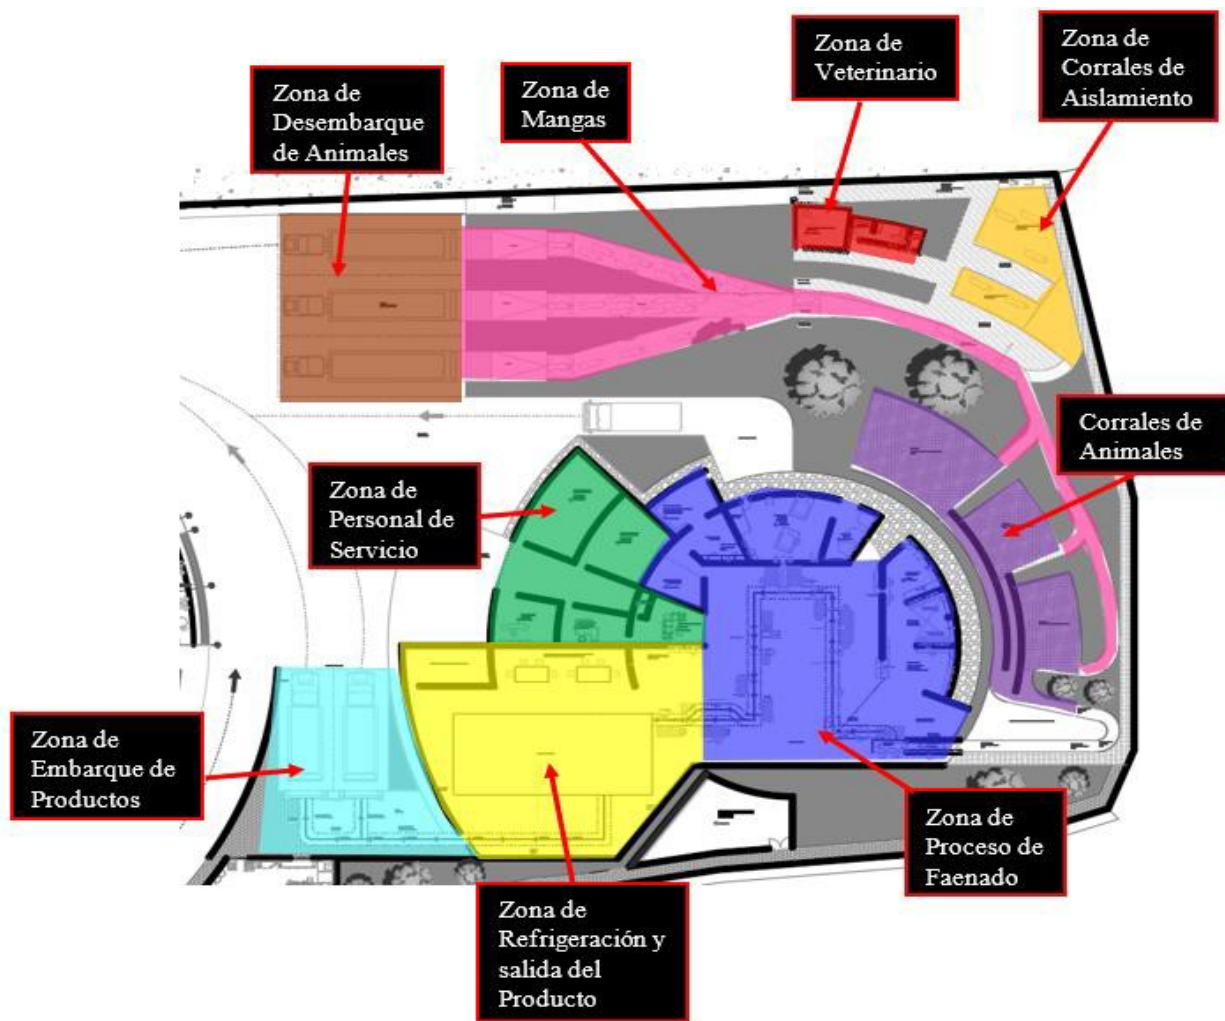 Zona de
Desembarque
de Animales
Zona de
Mangas
Zona de
Veterinario
Zona de
Corrales de
Aislamiento
Corrales de
Animales
Zona de
Personal de
Servicio
Zona de
Embarque de
Productos
Zona de
Proceso de
Faenado
Zona de
Refrigeración y
salida del
Producto